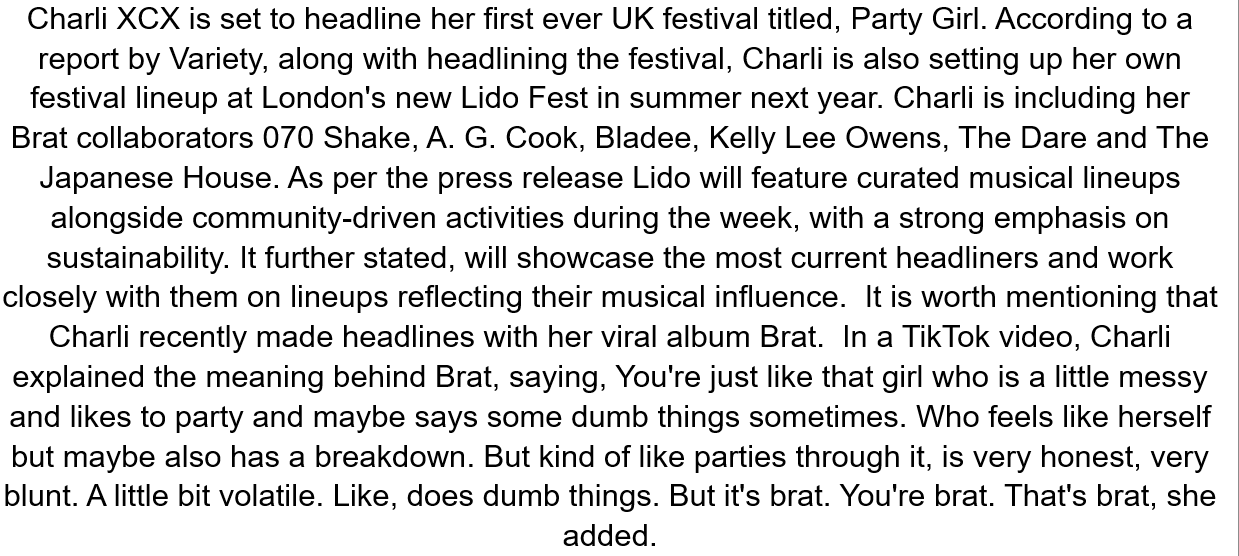 Charli XCX is set to headline her first ever UK festival titled, Party Girl. According to a
report by Variety, along with headlining the festival, Charli is also setting up her own
festival lineup at London's new Lido Fest in summer next year. Charli is including her
Brat collaborators 070 Shake, A. G. Cook, Bladee, Kelly Lee Owens, The Dare and The
Japanese House. As per the press release Lido will feature curated musical lineups
alongside community-driven activities during the week, with a strong emphasis on
sustainability. It further stated, will showcase the most current headliners and work
closely with them on lineups reflecting their musical influence.  It is worth mentioning that
Charli recently made headlines with her viral album Brat.  In a TikTok video, Charli
explained the meaning behind Brat, saying, You're just like that girl who is a little messy
and likes to party and maybe says some dumb things sometimes. Who feels like herself
but maybe also has a breakdown. But kind of like parties through it, is very honest, very
blunt. A little bit volatile. Like, does dumb things. But it's brat. You're brat. That's brat, she
added.